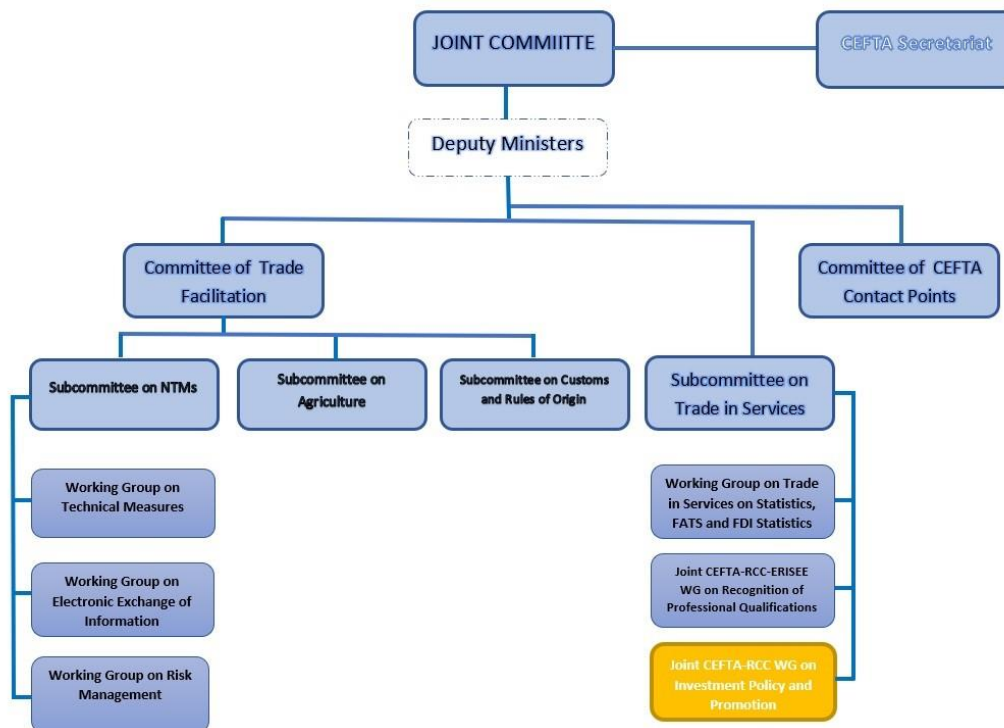 JOINT COMMIITTE
CEFTA Secretariat
Deputy Ministers
Committee of Trade
Facilitation
Committee of CEFTA
Contact Points
Subcommittee on NTMs
Subcommittee on
Agriculture
Subcommittee on Customs
and Rules of Origin
Subcommittee on
Trade in Services
Working Group on
Technical Measures
Working Group on
Electronic Exchange of
Information
Working Group on Risk
Management
Working Group on Trade
in Services on Statistics,
FATS and FDI Statistics
Joint CEFTA-RCC-ERISEE
WG on Recognition of
Professional Qualifications
Joint CEFTA-RCC WG on
Investment Policy and
Promotion